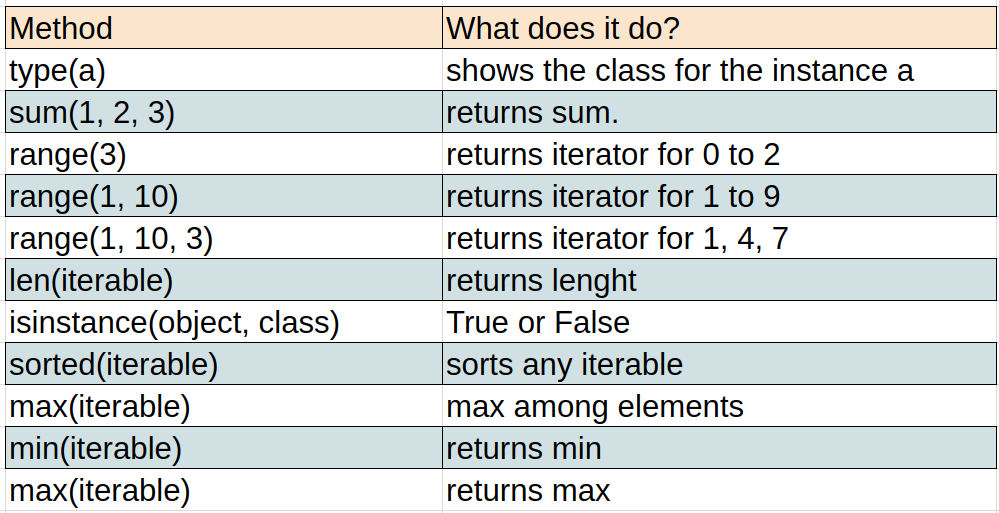 Method What does it do?
type(a) shows the class for the instance a
sum(1, 2, 3) returns sum.
range(3) returns iterator for 0 to 2
range(1, 10) returns iterator for 1 to 9
range(1, 10, 3) returns iterator for 1, 4, 7
len(iterable) returns lenght
isinstance(object, class) True or False
sorted(iterable) sorts any iterable
max(iterable) max among elements
min(iterable) returns min
max(iterable) returns max